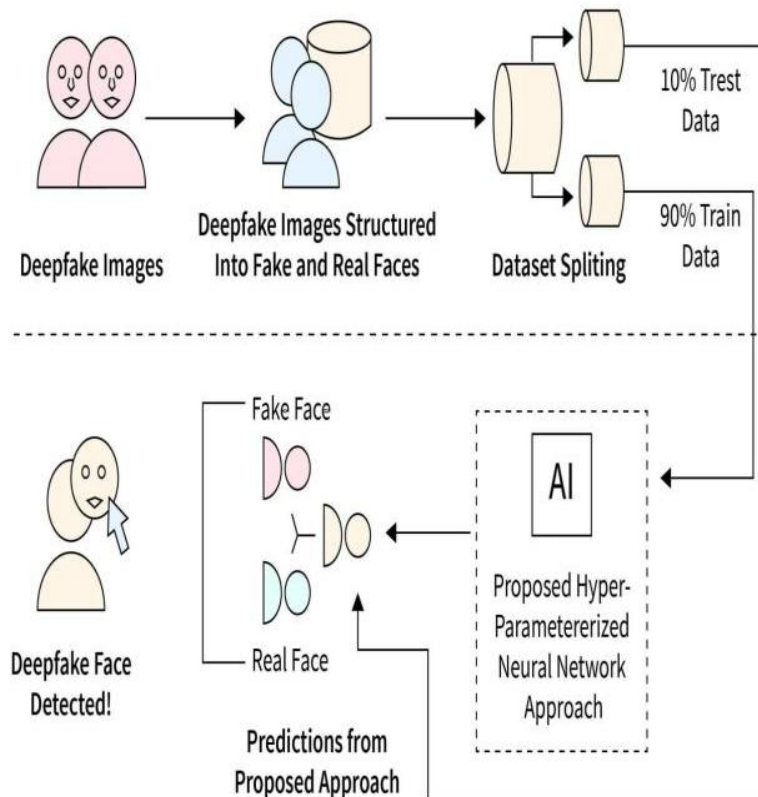 10% Trest
Data
Deepfake Images
Deepfake Images Structured
Into Fake and Real Faces
Dataset Spliting
90% Train
Data
Fake Face
Real Face
AI
Proposed Hyper-
Parametererized
Neural Network
Approach
Deepfake Face
Detected!
Predictions from
Proposed Approach